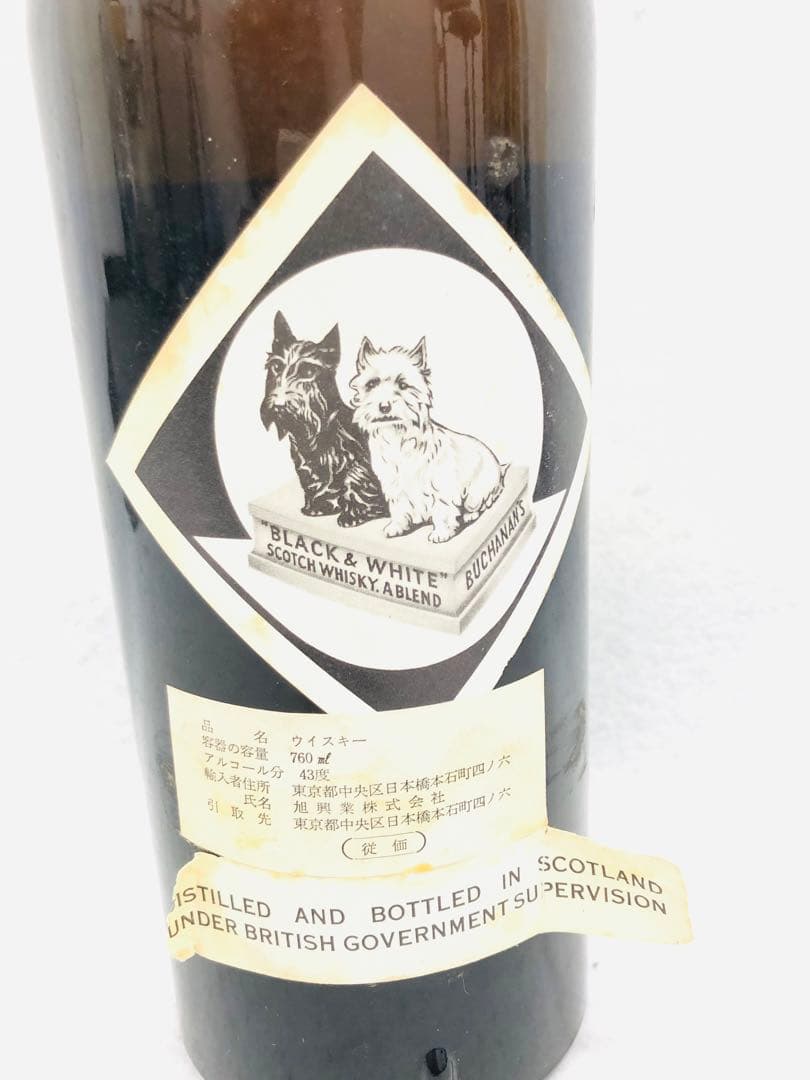 "BLACK & WHITE"
SCOTCH WHISKY. A BLEND
BUCHANAN'S
品名 ウイスキー
容器の容量 760㎖
アルコール分 43度
輸入者住所 東京都中央区日本橋本石町四ノ六
氏名 旭興業株式会社
引取先 東京都中央区日本橋本石町四ノ六
従価
ISTILLED AND BOTTLED IN SCOTLAND
UNDER BRITISH GOVERNMENT SUPERVISION